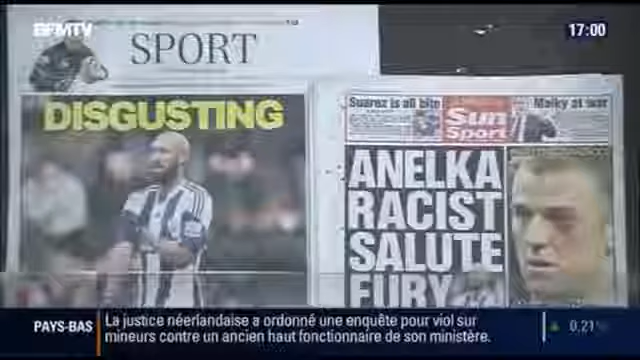 BFMTV
17:00
SPORT
DISGUSTING
Suarez is all bite
Sun
Sport
Malky at war
ANELKA
RACIST
SALUTE
FURY
PAYS-BAS
La justice néerlandaise a ordonné une enquête pour viol sur
mineurs contre un ancien haut fonctionnaire de son ministère.
0.21%